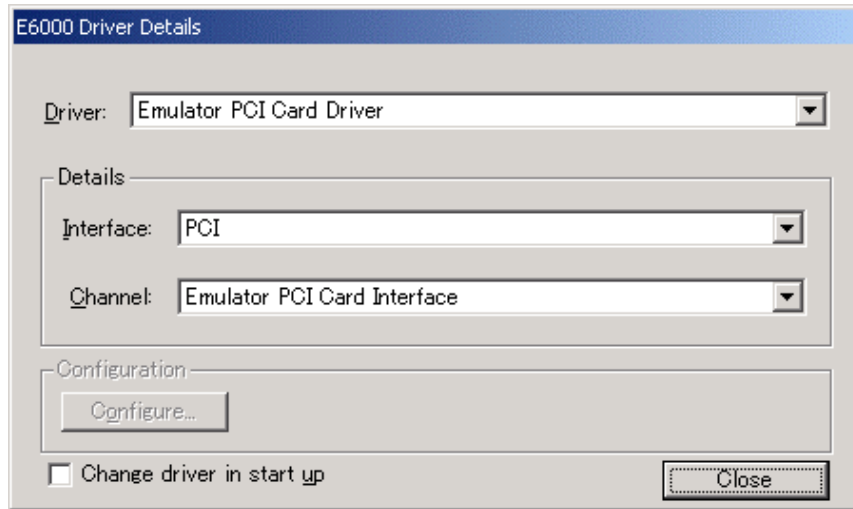 E6000 Driver Details
Driver: Emulator PCI Card Driver
Details
Interface: PCI
Channel: Emulator PCI Card Interface
Configuration
Configure...
Change driver in start up
Close